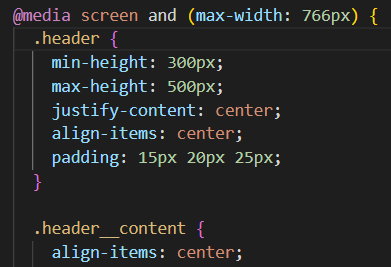 @media screen and (max-width: 766px) {
  .header {
    min-height: 300px;
    max-height: 500px;
    justify-content: center;
    align-items: center;
    padding: 15px 20px 25px;
  }

  .header__content {
    align-items: center;